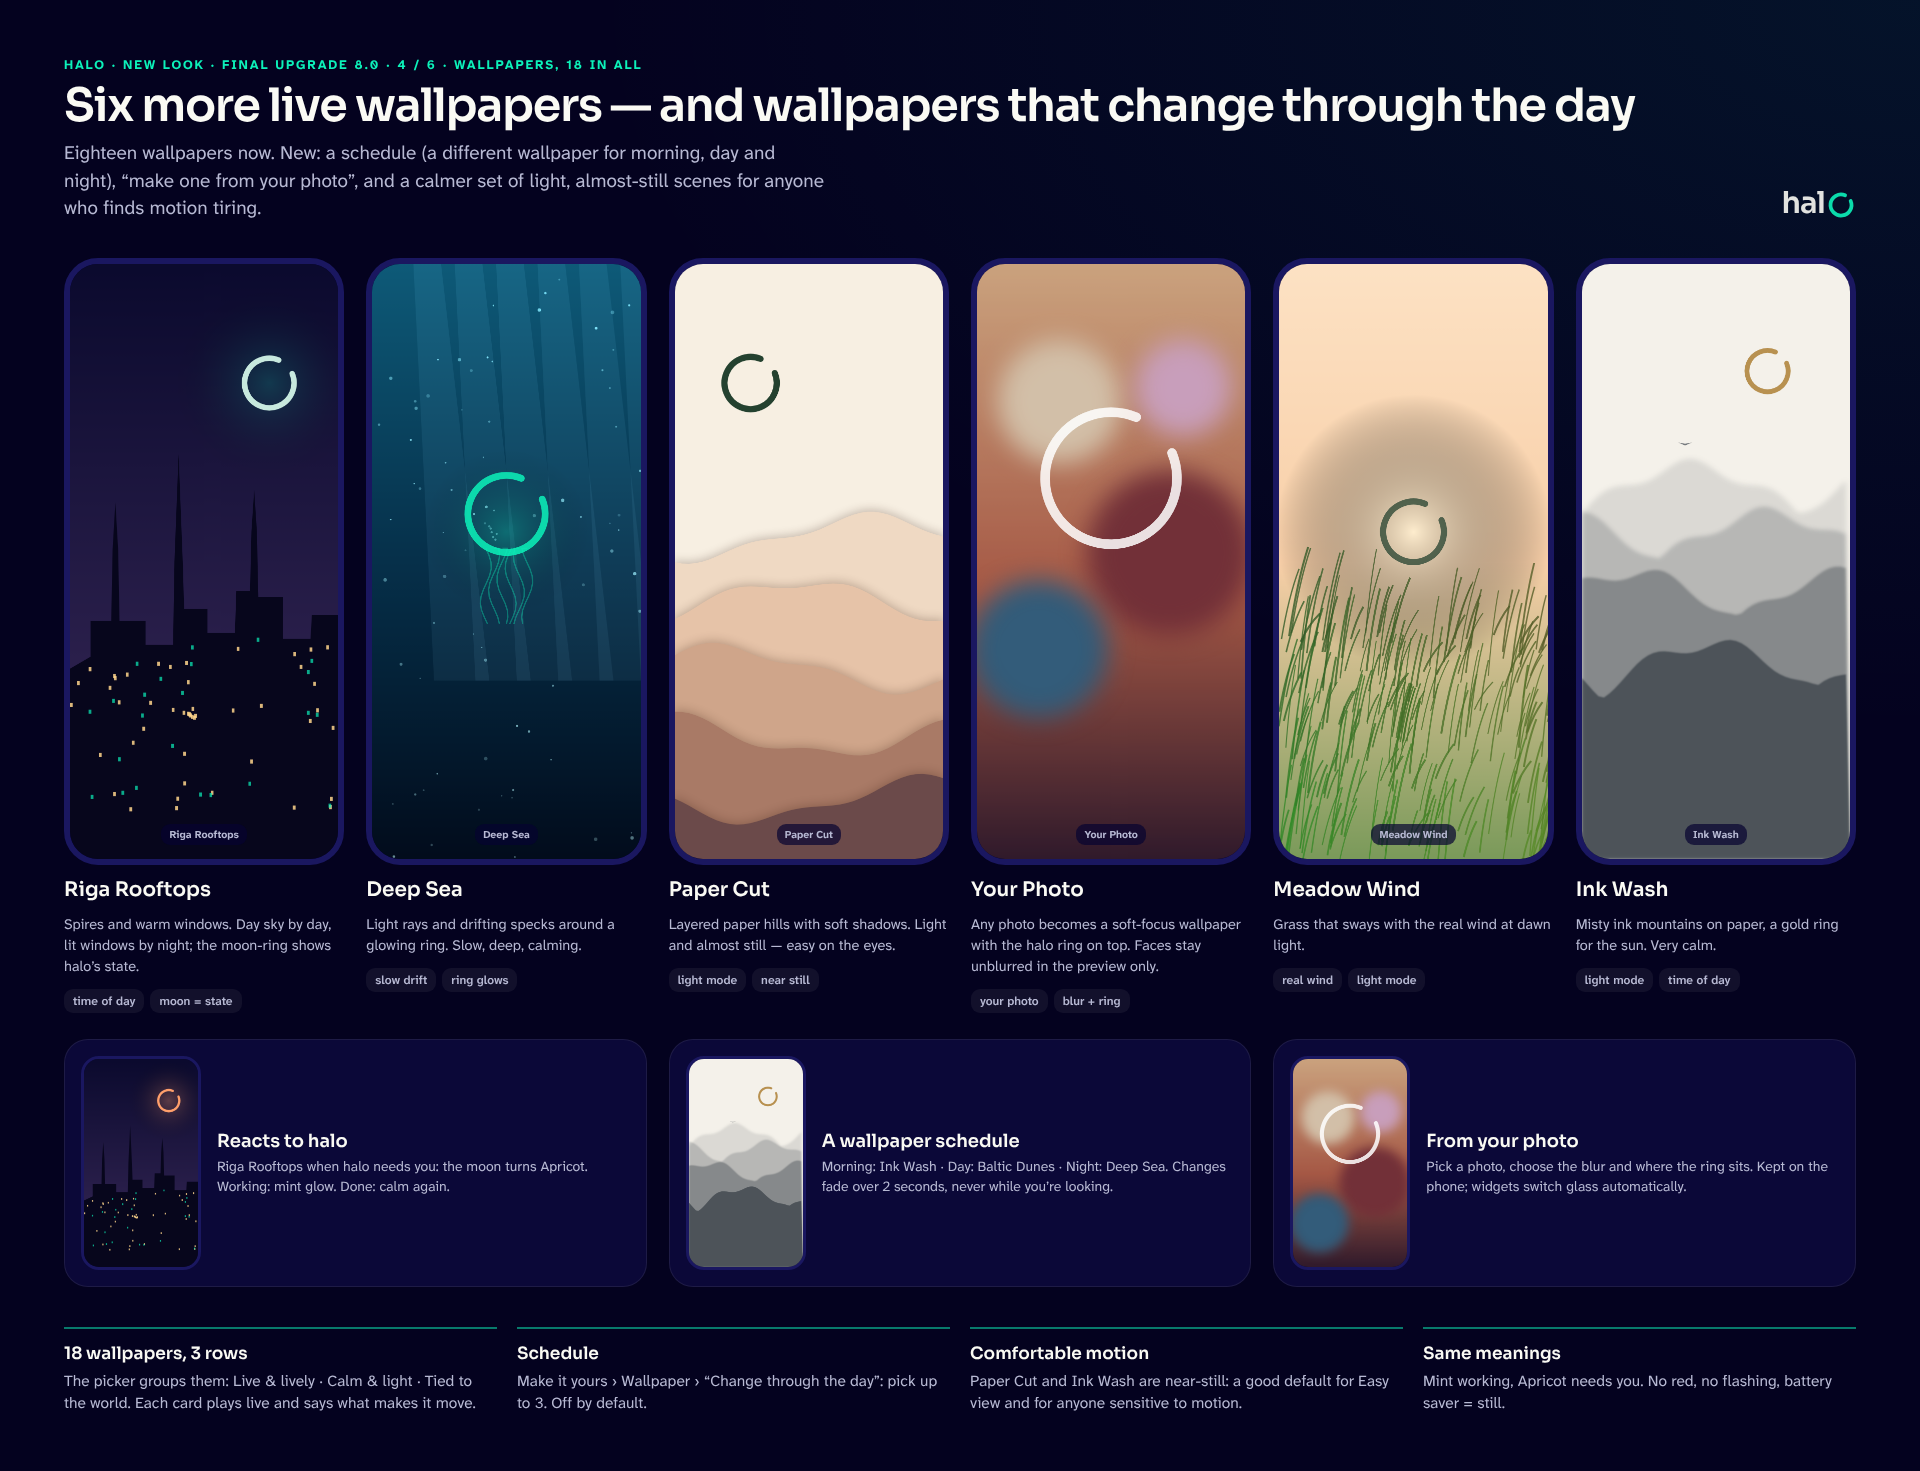 HALO · NEW LOOK · FINAL UPGRADE 8.0 · 4 / 6 · WALLPAPERS, 18 IN ALL
Six more live wallpapers — and wallpapers that change through the day
Eighteen wallpapers now. New: a schedule (a different wallpaper for morning, day and
night), “make one from your photo”, and a calmer set of light, almost-still scenes for anyone
who finds motion tiring.
halo
Riga Rooftops
Deep Sea
Paper Cut
Your Photo
Meadow Wind
Ink Wash
Riga Rooftops
Spires and warm windows. Day sky by day,
lit windows by night; the moon-ring shows
halo’s state.
time of day
moon = state
Deep Sea
Light rays and drifting specks around a
glowing ring. Slow, deep, calming.
slow drift
ring glows
Paper Cut
Layered paper hills with soft shadows. Light
and almost still — easy on the eyes.
light mode
near still
Your Photo
Any photo becomes a soft-focus wallpaper
with the halo ring on top. Faces stay
unblurred in the preview only.
your photo
blur + ring
Meadow Wind
Grass that sways with the real wind at dawn
light.
real wind
light mode
Ink Wash
Misty ink mountains on paper, a gold ring
for the sun. Very calm.
light mode
time of day
Reacts to halo
Riga Rooftops when halo needs you: the moon turns Apricot.
Working: mint glow. Done: calm again.
A wallpaper schedule
Morning: Ink Wash · Day: Baltic Dunes · Night: Deep Sea. Changes
fade over 2 seconds, never while you’re looking.
From your photo
Pick a photo, choose the blur and where the ring sits. Kept on the
phone; widgets switch glass automatically.
18 wallpapers, 3 rows
The picker groups them: Live & lively · Calm & light · Tied to
the world. Each card plays live and says what makes it move.
Schedule
Make it yours › Wallpaper › “Change through the day”: pick up
to 3. Off by default.
Comfortable motion
Paper Cut and Ink Wash are near-still: a good default for Easy
view and for anyone sensitive to motion.
Same meanings
Mint working, Apricot needs you. No red, no flashing, battery
saver = still.